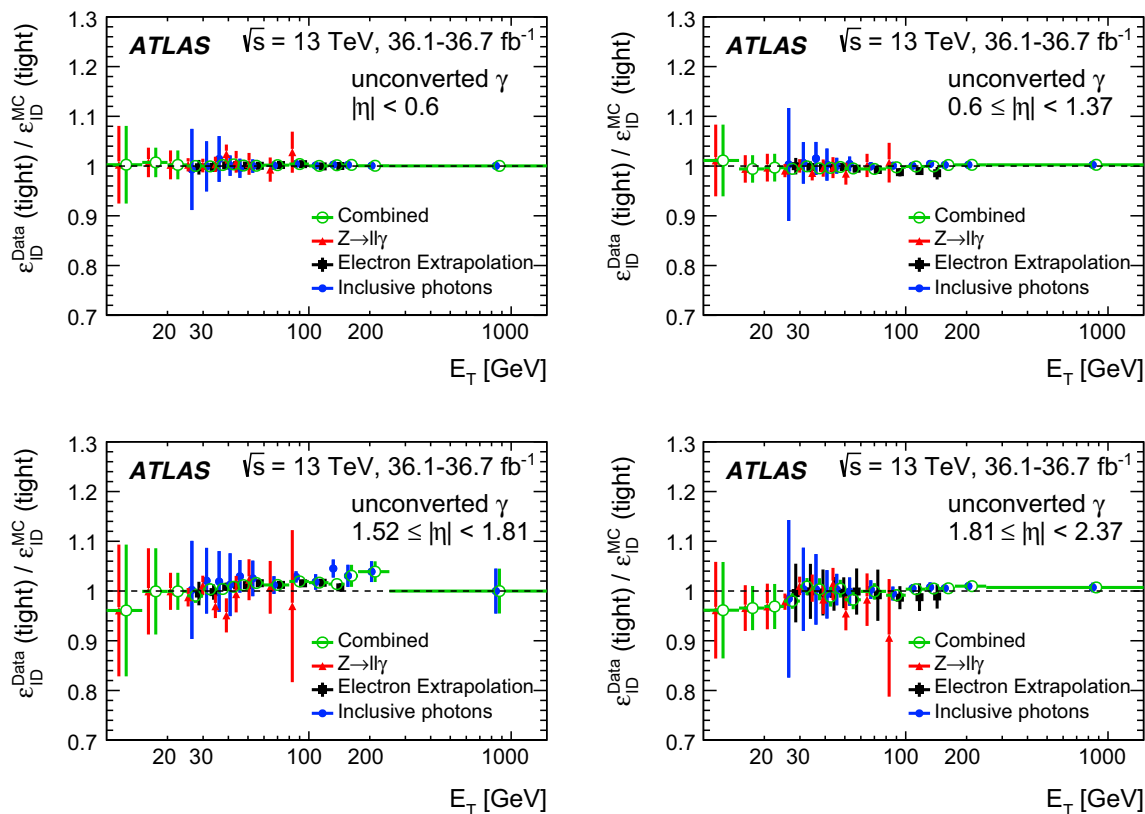 ATLAS √s = 13 TeV, 36.1-36.7 fb⁻¹
unconverted γ
|η| < 0.6
Combined
Z→llγ
Electron Extrapolation
Inclusive photons
ε_ID^Data (tight) / ε_ID^MC (tight)
1.3
1.2
1.1
1
0.9
0.8
0.7
20 30 100 200 1000
E_T [GeV]
ATLAS √s = 13 TeV, 36.1-36.7 fb⁻¹
unconverted γ
0.6 ≤ |η| < 1.37
Combined
Z→llγ
Electron Extrapolation
Inclusive photons
ε_ID^Data (tight) / ε_ID^MC (tight)
1.3
1.2
1.1
1
0.9
0.8
0.7
20 30 100 200 1000
E_T [GeV]
ATLAS √s = 13 TeV, 36.1-36.7 fb⁻¹
unconverted γ
1.52 ≤ |η| < 1.81
Combined
Z→llγ
Electron Extrapolation
Inclusive photons
ε_ID^Data (tight) / ε_ID^MC (tight)
1.3
1.2
1.1
1
0.9
0.8
0.7
20 30 100 200 1000
E_T [GeV]
ATLAS √s = 13 TeV, 36.1-36.7 fb⁻¹
unconverted γ
1.81 ≤ |η| < 2.37
Combined
Z→llγ
Electron Extrapolation
Inclusive photons
ε_ID^Data (tight) / ε_ID^MC (tight)
1.3
1.2
1.1
1
0.9
0.8
0.7
20 30 100 200 1000
E_T [GeV]